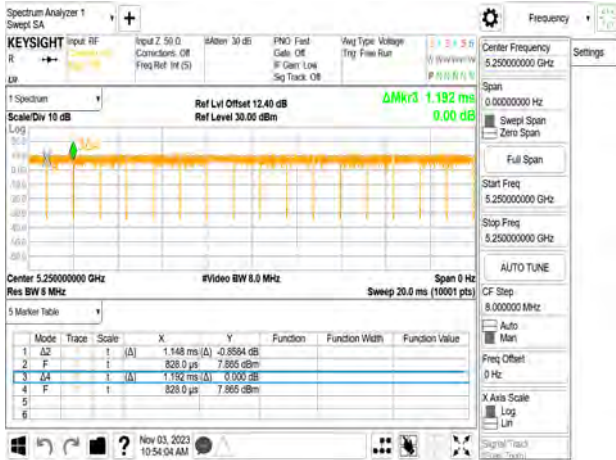 Spectrum Analyzer 1
Swept SA
+
Frequency
Settings
KEYSIGHT
R
Input: RF
Input Z: 50 Ω
Corrections: Off
Freq Ref: Int (S)
#Atten: 30 dB
PNO: Fast
Gate: Off
IF Gain: Low
Sig Track: Off
Avg Type: Voltage
Trig: Free Run
P N N N N N
1 Spectrum
Scale/Div 10 dB
Log
Ref Lvl Offset 12.40 dB
Ref Level 30.00 dBm
ΔMkr3 1.192 ms
0.00 dB
Center 5.250000000 GHz
Res BW 8 MHz
#Video BW 8.0 MHz
Span 0 Hz
Sweep 20.0 ms (10001 pts)
5 Marker Table
Mode Trace Scale X Y Function Function Width Function Value
1 Δ2 t (Δ) 1.148 ms (Δ) -0.8584 dB
2 F t 828.0 µs 7.865 dBm
3 Δ4 t (Δ) 1.192 ms (Δ) 0.000 dB
4 F t 828.0 µs 7.865 dBm
5
6
Center Frequency
5.250000000 GHz
Span
0.00000000 Hz
Swept Span
Zero Span
Full Span
Start Freq
5.250000000 GHz
Stop Freq
5.250000000 GHz
AUTO TUNE
CF Step
8.000000 MHz
Auto
Man
Freq Offset
0 Hz
X Axis Scale
Log
Lin
Signal Track
(Span Zoom)
?
Nov 03, 2023
10:54:04 AM